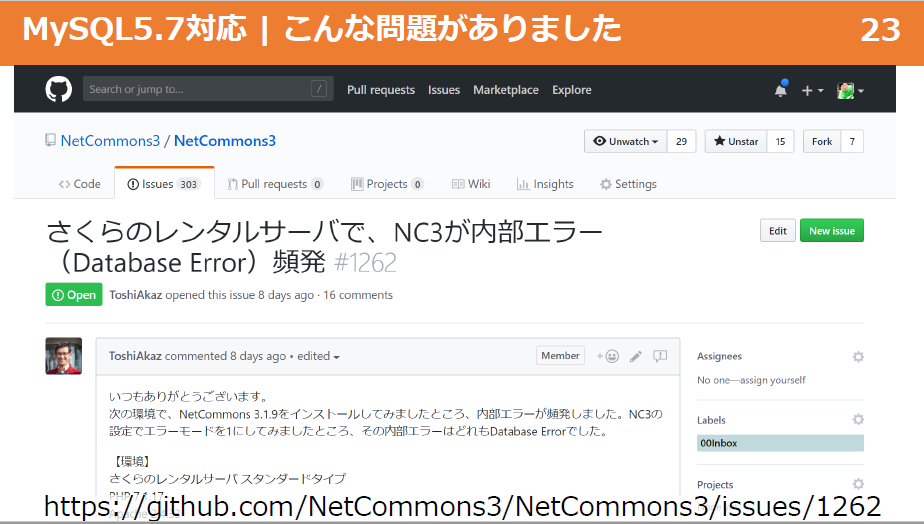 MySQL5.7対応 | こんな問題がありました
23
Search or jump to...
/
Pull requests
Issues
Marketplace
Explore
NetCommons3 / NetCommons3
Unwatch
29
Unstar
15
Fork
7
Code
Issues 303
Pull requests 0
Projects 0
Wiki
Insights
Settings
さくらのレンタルサーバで、NC3が内部エラー
（Database Error）頻発 #1262
Edit
New issue
Open
ToshiAkaz opened this issue 8 days ago · 16 comments
ToshiAkaz commented 8 days ago • edited
Member
いつもありがとうございます。
次の環境で、NetCommons 3.1.9をインストールしてみましたところ、内部エラーが頻発しました。NC3の
設定でエラーモードを1にしてみましたところ、その内部エラーはどれもDatabase Errorでした。
【環境】
さくらのレンタルサーバ スタンダードタイプ
Assignees
No one—assign yourself
Labels
00Inbox
Projects
https://github.com/NetCommons3/NetCommons3/issues/1262